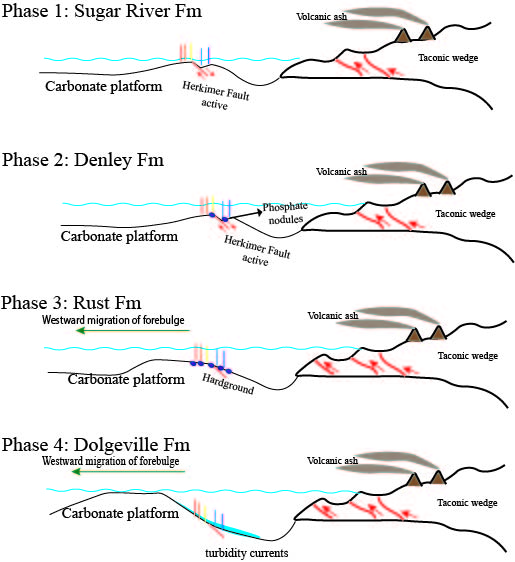 Phase 1: Sugar River Fm
Volcanic ash
Taconic wedge
Carbonate platform
Herkimer Fault
active
Phase 2: Denley Fm
Volcanic ash
Phosphate
nodules
Taconic wedge
Carbonate platform
Herkimer Fault
active
Phase 3: Rust Fm
Westward migration of forebulge
Volcanic ash
Taconic wedge
Carbonate platform
Hardground
Phase 4: Dolgeville Fm
Westward migration of forebulge
Volcanic ash
Taconic wedge
Carbonate platform
turbidity currents